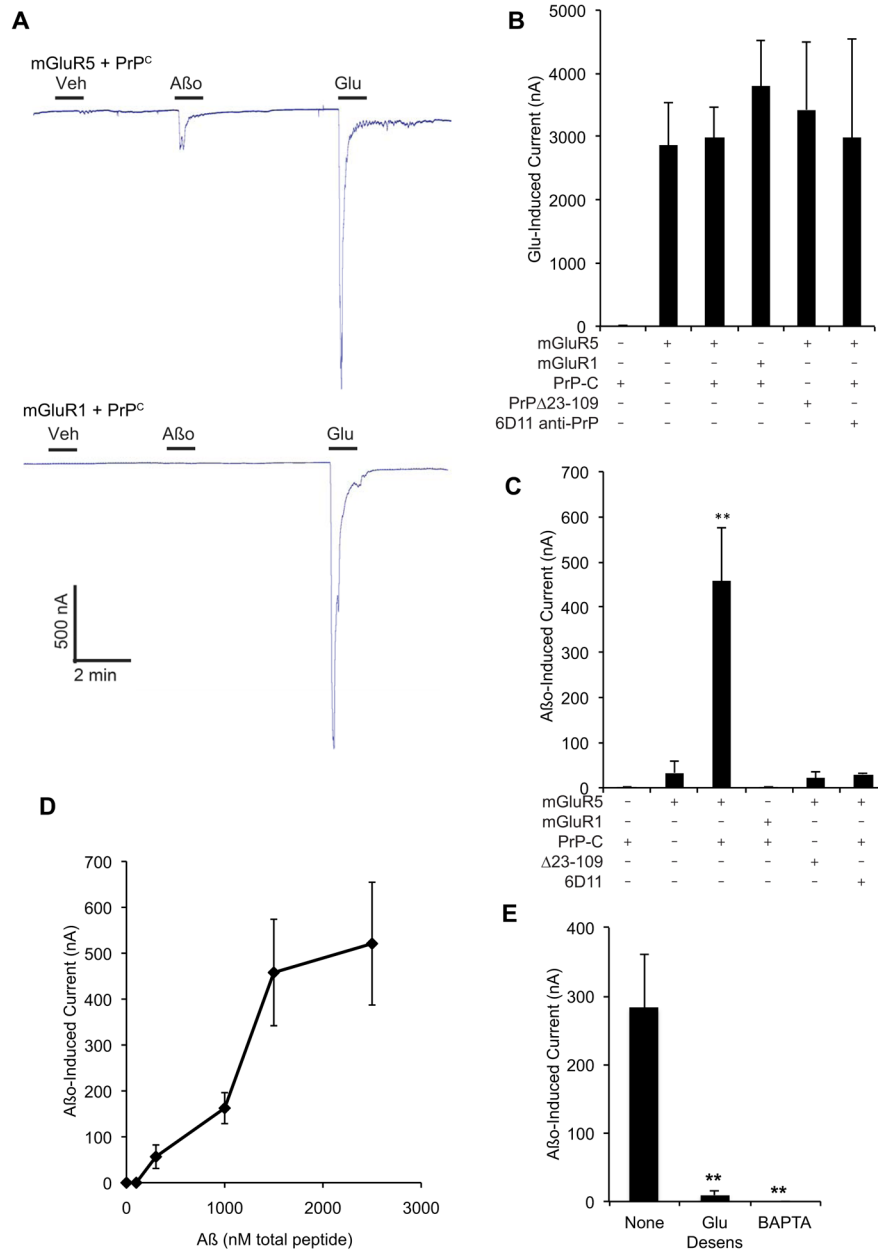 A
mGluR5 + PrPᶜ
Veh Aßo Glu
mGluR1 + PrPᶜ
Veh Aßo Glu
500 nA
2 min
B
Glu-Induced Current (nA)
5000
4000
3000
2000
1000
0
mGluR5 - + + - + +
mGluR1 - - - + - -
PrP-C + - + + - +
PrPΔ23-109 - - - - + -
6D11 anti-PrP - - - - - +
C
Aßo-Induced Current (nA)
700
600
500
400
300
200
100
0
**
mGluR5 - + + - + +
mGluR1 - - - + - -
PrP-C + - + + - +
Δ23-109 - - - - + -
6D11 - - - - - +
D
Aßo-Induced Current (nA)
700
600
500
400
300
200
100
0
0 1000 2000 3000
Aß (nM total peptide)
E
Aßo-Induced Current (nA)
400
300
200
100
0
** **
None Glu BAPTA
Desens